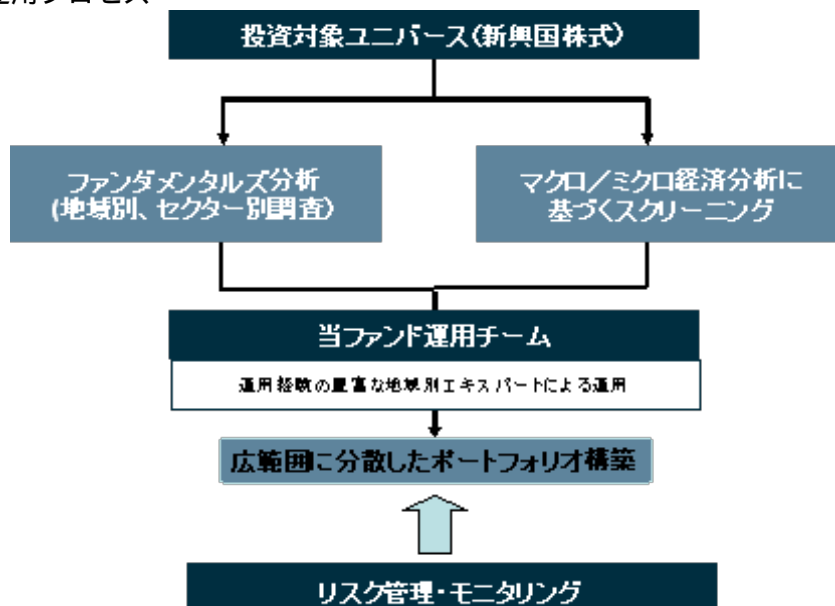 用プロセス
投資対象ユニバース(新興国株式)
ファンダメンタルズ分析
(地域別、セクター別調査)
マクロ/ミクロ経済分析に
基づくスクリーニング
当ファンド運用チーム
運用経験の豊富な地域別エキスパートによる運用
広範囲に分散したポートフォリオ構築
リスク管理・モニタリング